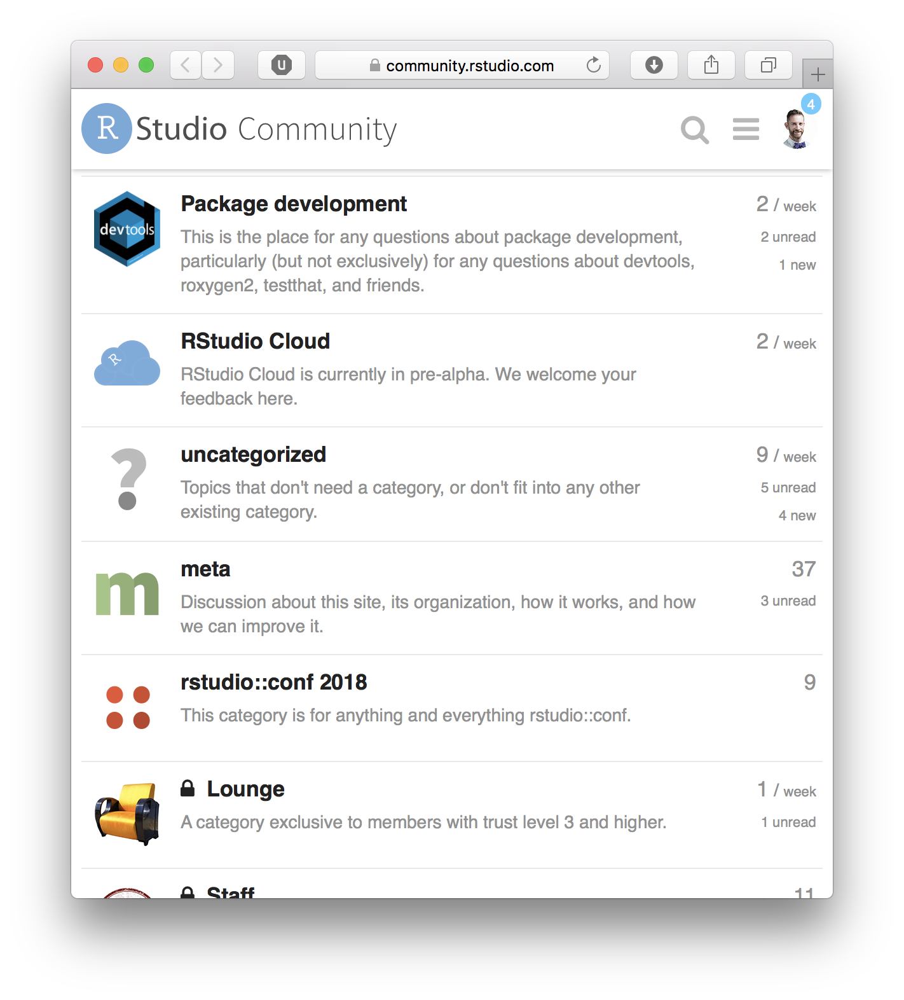 community.rstudio.com
R Studio Community
4
Package development
2 / week
devtools
This is the place for any questions about package development,
2 unread
particularly (but not exclusively) for any questions about devtools,
1 new
roxygen2, testthat, and friends.
RStudio Cloud
2 / week
R
RStudio Cloud is currently in pre-alpha. We welcome your
feedback here.
uncategorized
9 / week
?
Topics that don't need a category, or don't fit into any other
5 unread
existing category.
4 new
meta
37
m
Discussion about this site, its organization, how it works, and how
3 unread
we can improve it.
rstudio::conf 2018
9
This category is for anything and everything rstudio::conf.
Lounge
1 / week
A category exclusive to members with trust level 3 and higher.
1 unread
Staff
11